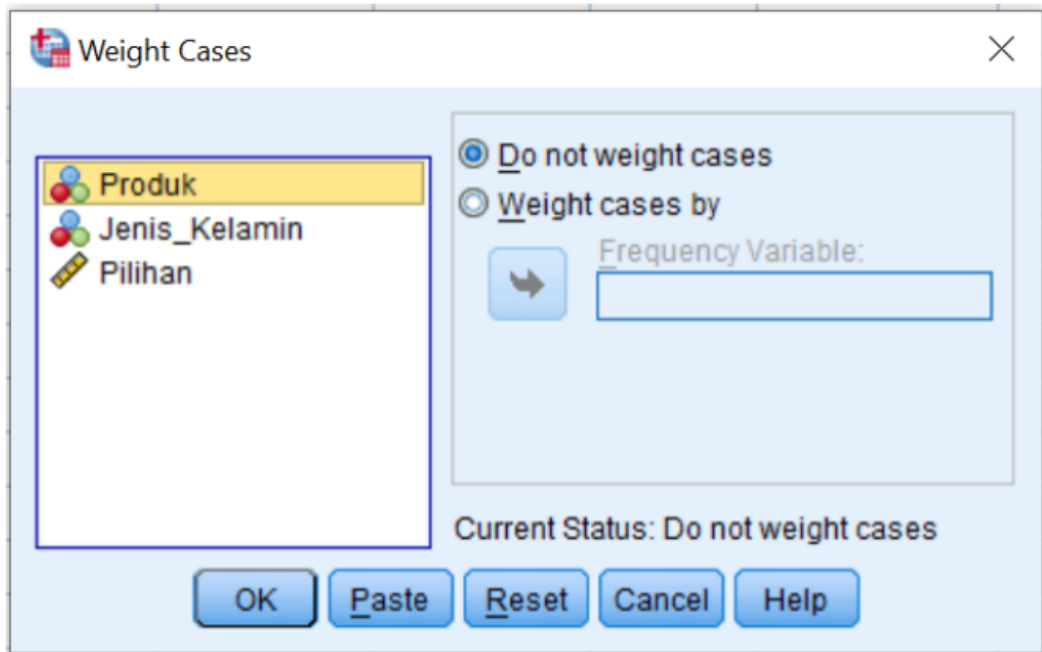 Weight Cases
Produk
Jenis_Kelamin
Pilihan
Do not weight cases
Weight cases by
Frequency Variable:
Current Status: Do not weight cases
OK Paste Reset Cancel Help